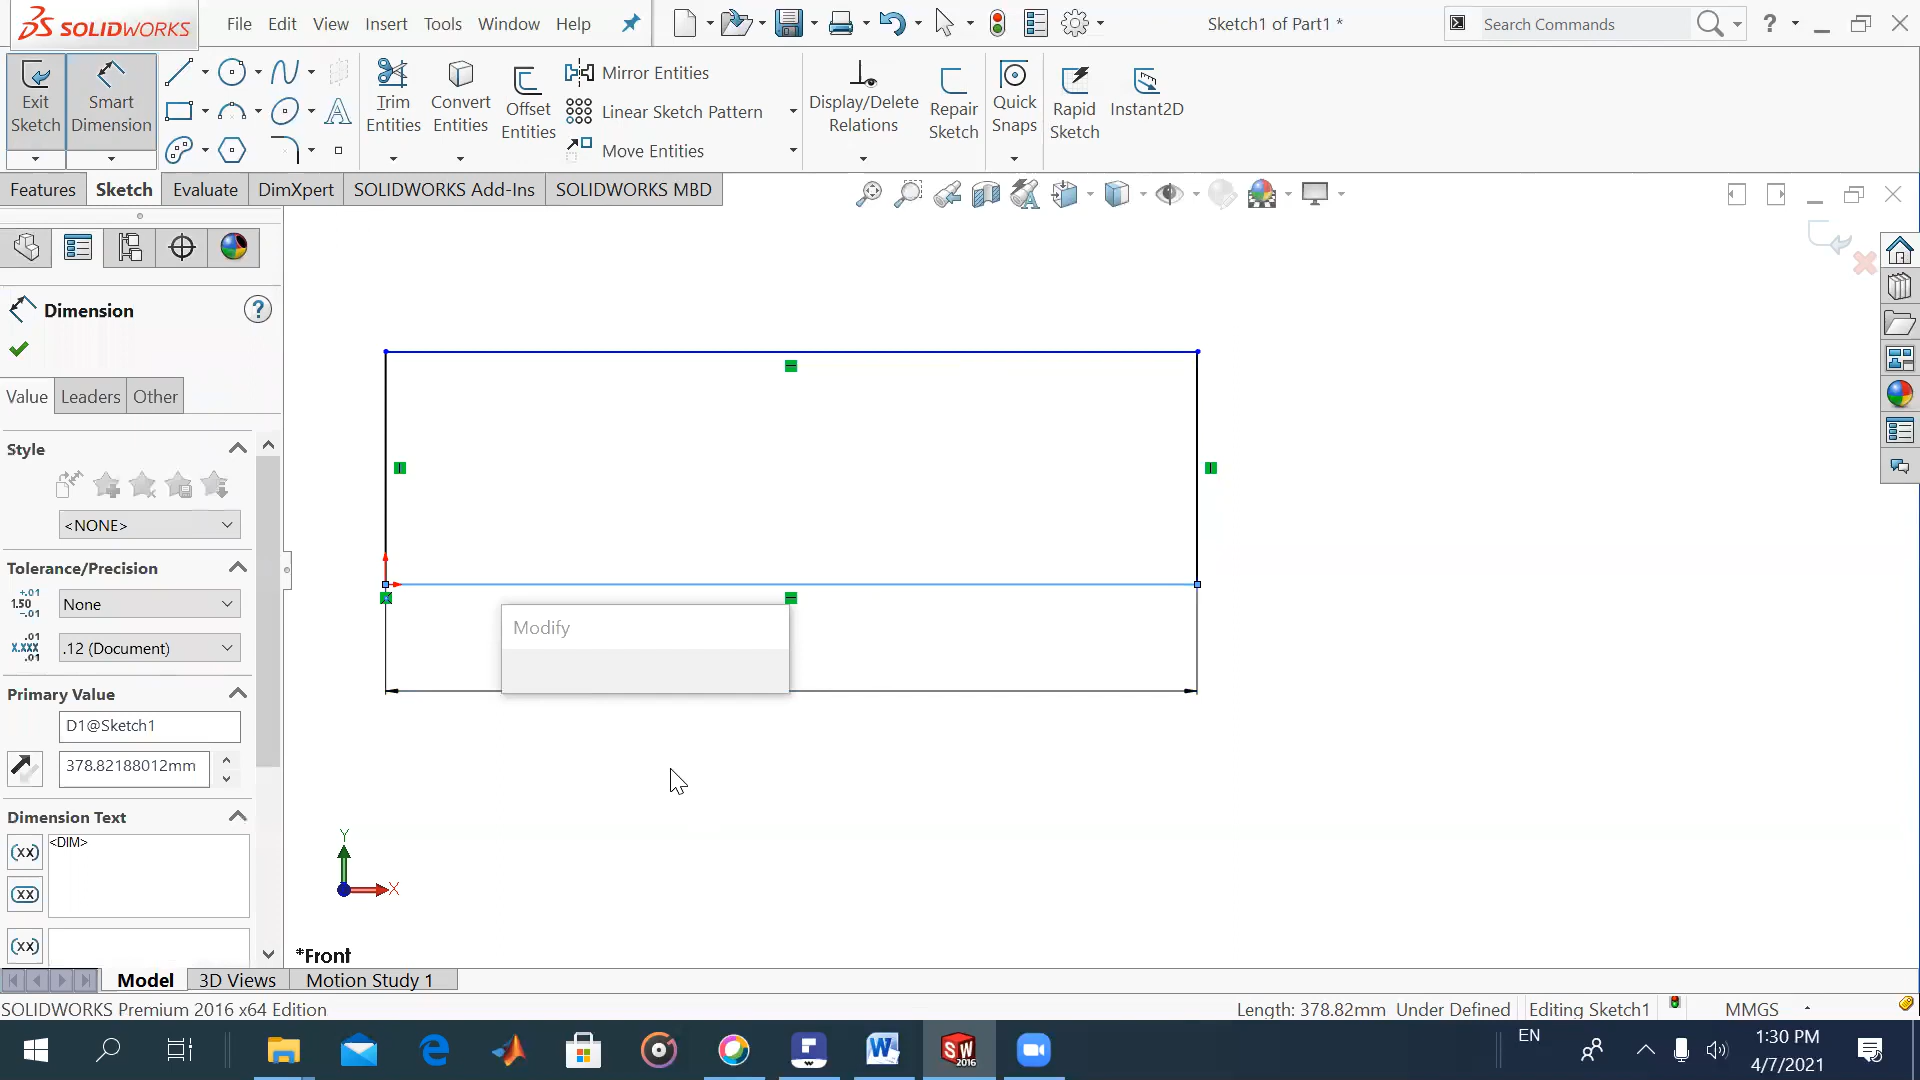 SOLIDWORKS File Edit View Insert Tools Window Help Sketch1 of Part1 * Search Commands ?
Exit Sketch
Smart Dimension
Trim Entities
Convert Entities
Offset Entities
Mirror Entities
Linear Sketch Pattern
Move Entities
Display/Delete Relations
Repair Sketch
Quick Snaps
Rapid Sketch
Instant2D
Features Sketch Evaluate DimXpert SOLIDWORKS Add-Ins SOLIDWORKS MBD
Dimension ?
Value Leaders Other
Style
<NONE>
Tolerance/Precision
None
.12 (Document)
Primary Value
D1@Sketch1
378.82188012mm
Dimension Text
<DIM>
(xx)
(xx)
(xx)
Modify
Y
X
*Front
Model 3D Views Motion Study 1
SOLIDWORKS Premium 2016 x64 Edition Length: 378.82mm Under Defined Editing Sketch1 MMGS
EN
1:30 PM
4/7/2021